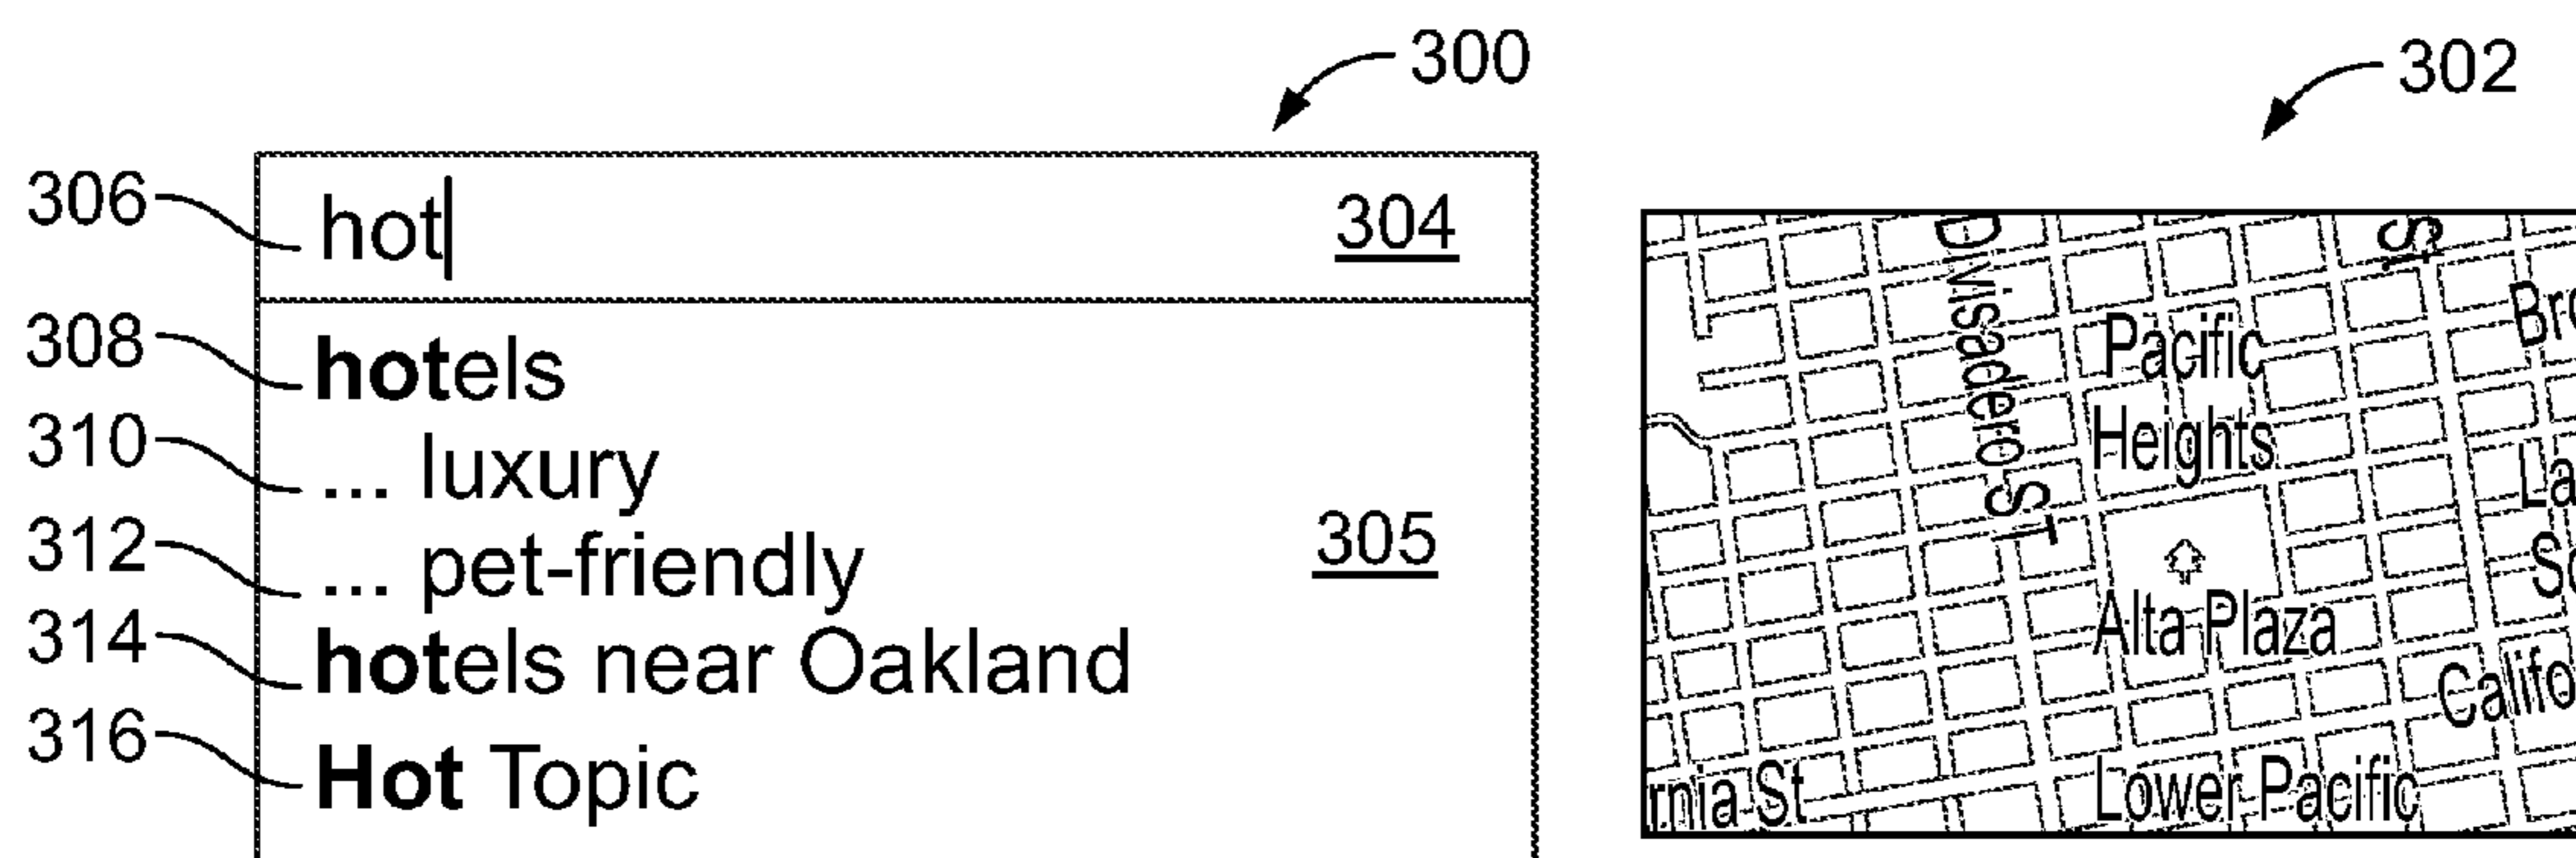 300
302
306
hot
304
308
hotels
310
... luxury
312
... pet-friendly
305
314
hotels near Oakland
316
Hot Topic
Divisadero ST
St
Pacific
Heights
Alta Plaza
Lower Pacific